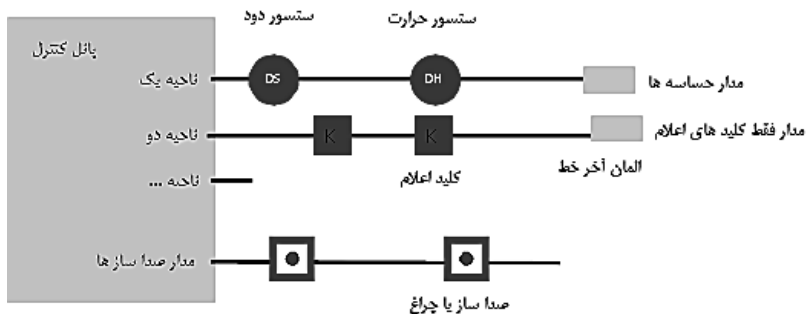 سنسور دود
سنسور حرارت
پانل کنترل
ناحیه یک
DS
DH
مدار حساسه ها
ناحیه دو
K
K
مدار فقط کلید های اعلام
کلید اعلام
المان آخر خط
ناحیه ...
مدار صدا ساز ها
صدا ساز یا چراغ